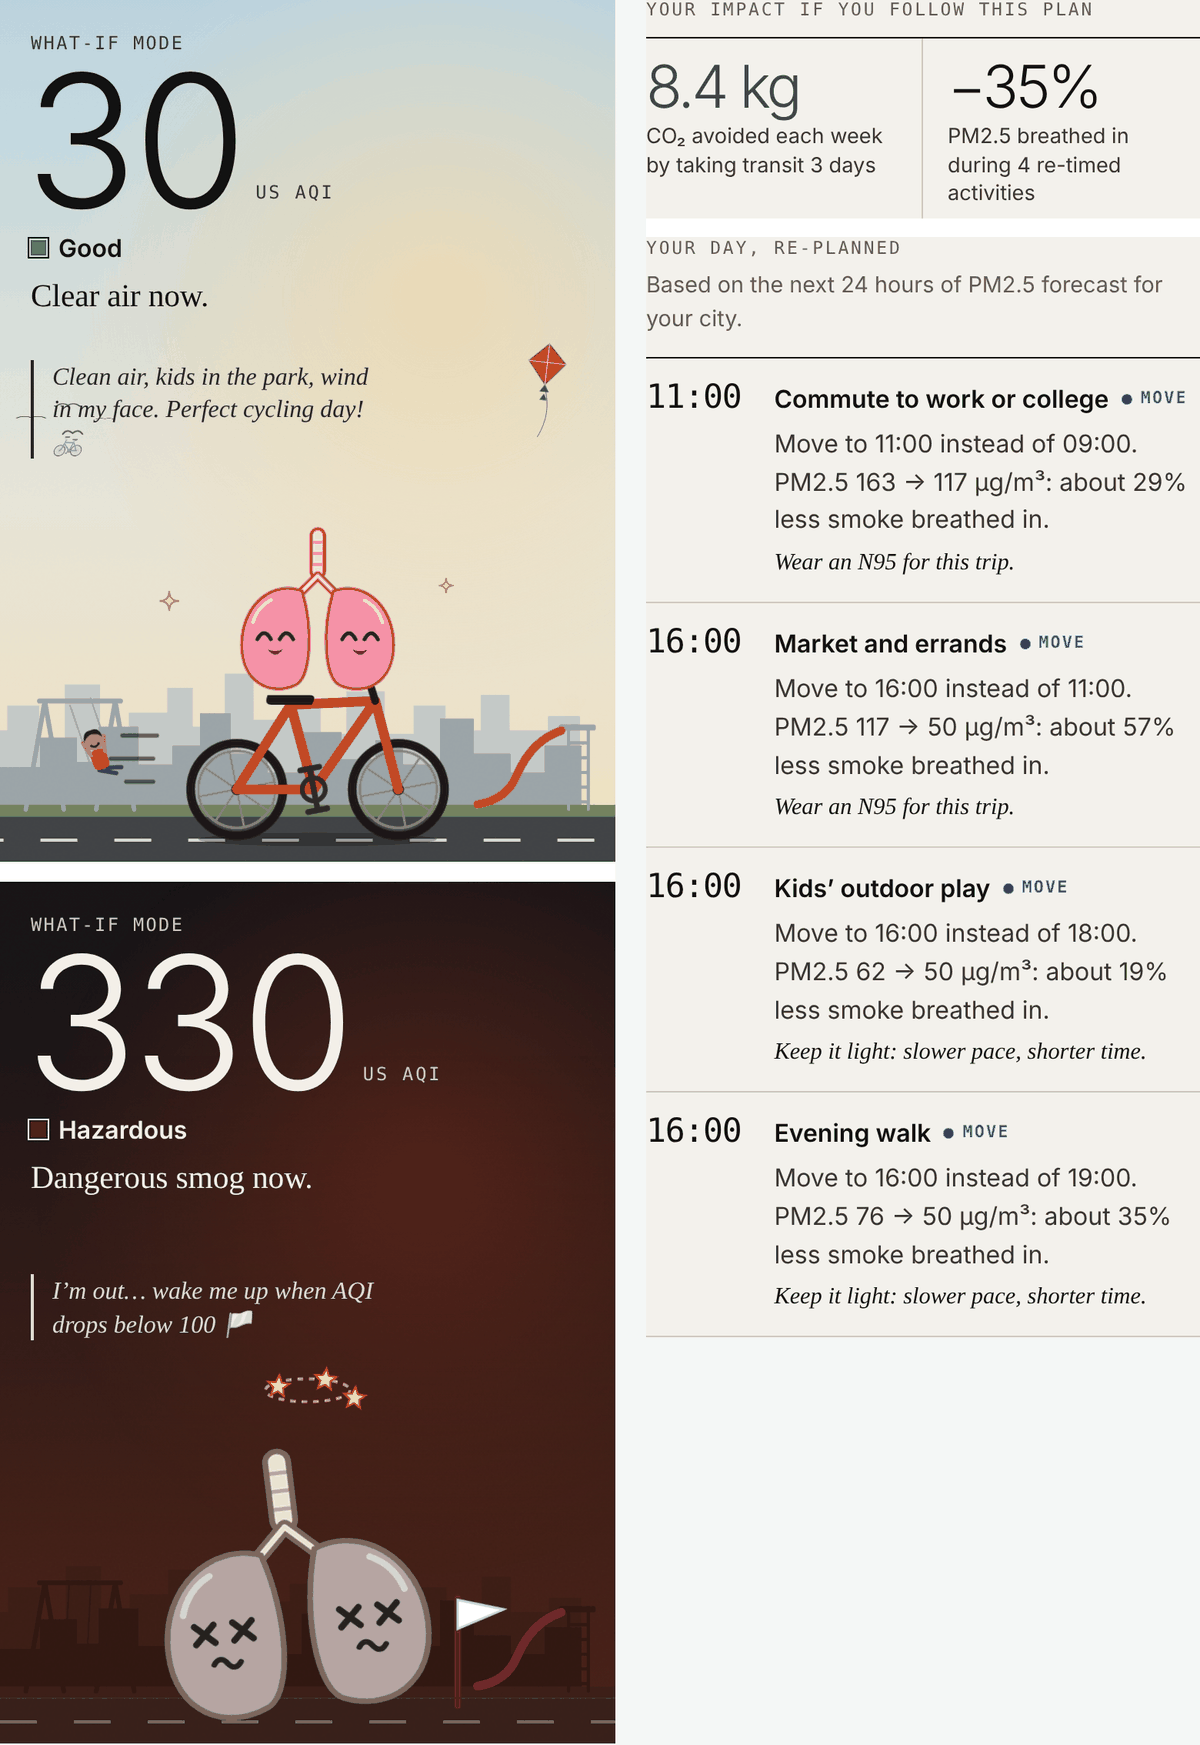 WHAT-IF MODE
30 US AQI
Good
Clear air now.
Clean air, kids in the park, wind
in my face. Perfect cycling day!
🚲
WHAT-IF MODE
330 US AQI
Hazardous
Dangerous smog now.
I'm out… wake me up when AQI
drops below 100 🏳️
YOUR IMPACT IF YOU FOLLOW THIS PLAN
8.4 kg
CO₂ avoided each week
by taking transit 3 days
−35%
PM2.5 breathed in
during 4 re-timed
activities
YOUR DAY, RE-PLANNED
Based on the next 24 hours of PM2.5 forecast for
your city.
11:00 Commute to work or college • MOVE
Move to 11:00 instead of 09:00.
PM2.5 163 → 117 µg/m³: about 29%
less smoke breathed in.
Wear an N95 for this trip.
16:00 Market and errands • MOVE
Move to 16:00 instead of 11:00.
PM2.5 117 → 50 µg/m³: about 57%
less smoke breathed in.
Wear an N95 for this trip.
16:00 Kids’ outdoor play • MOVE
Move to 16:00 instead of 18:00.
PM2.5 62 → 50 µg/m³: about 19%
less smoke breathed in.
Keep it light: slower pace, shorter time.
16:00 Evening walk • MOVE
Move to 16:00 instead of 19:00.
PM2.5 76 → 50 µg/m³: about 35%
less smoke breathed in.
Keep it light: slower pace, shorter time.